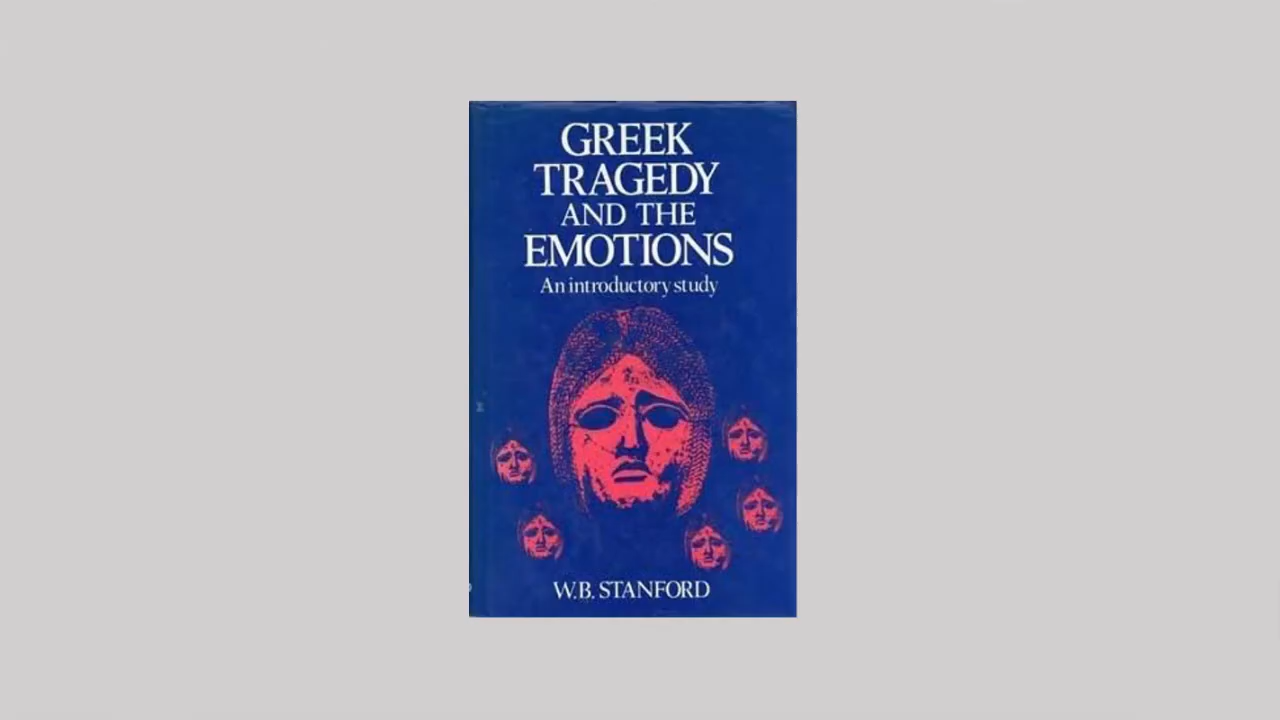 GREEK
TRAGEDY
AND THE
EMOTIONS
An introductory study
W.B. STANFORD